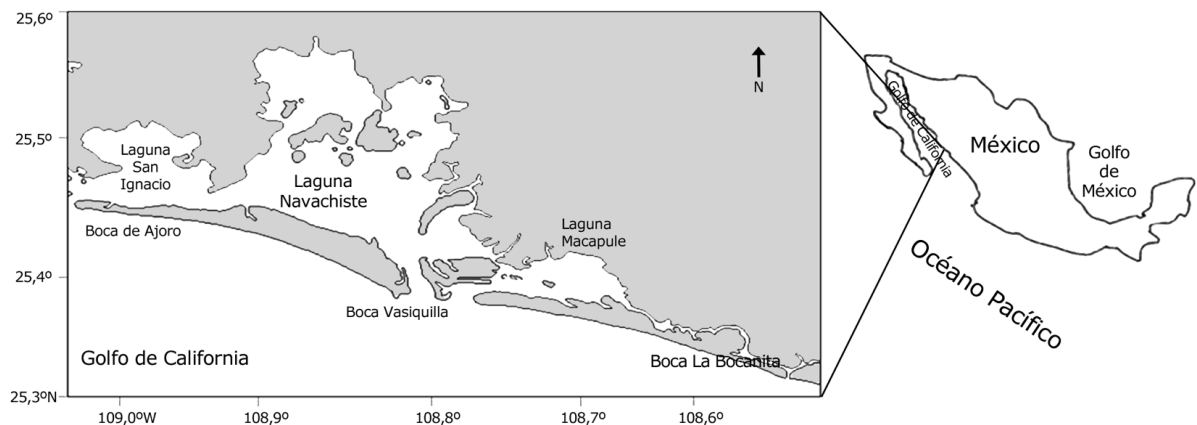 25,6º
25,5º
25,4º
25,3ºN
109,0ºW
108,9º
108,8º
108,7º
108,6º
N
Laguna
San
Ignacio
Laguna
Navachiste
Laguna
Macapule
Boca de Ajoro
Boca Vasiquilla
Boca La Bocanita
Golfo de California
Golfo de California
México
Golfo
de
México
Océano Pacífico